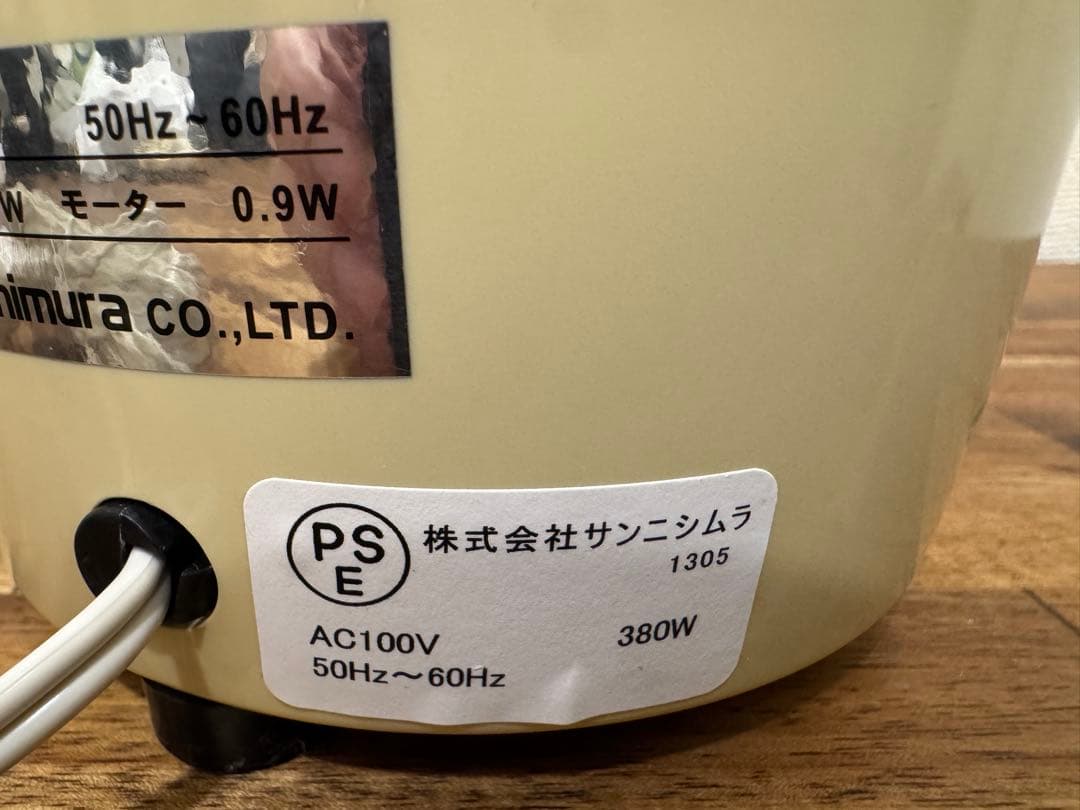 50Hz~60Hz
W モーター 0.9W
himura CO.,LTD.
PSE 株式会社サンニシムラ
1305
AC100V 380W
50Hz～60Hz